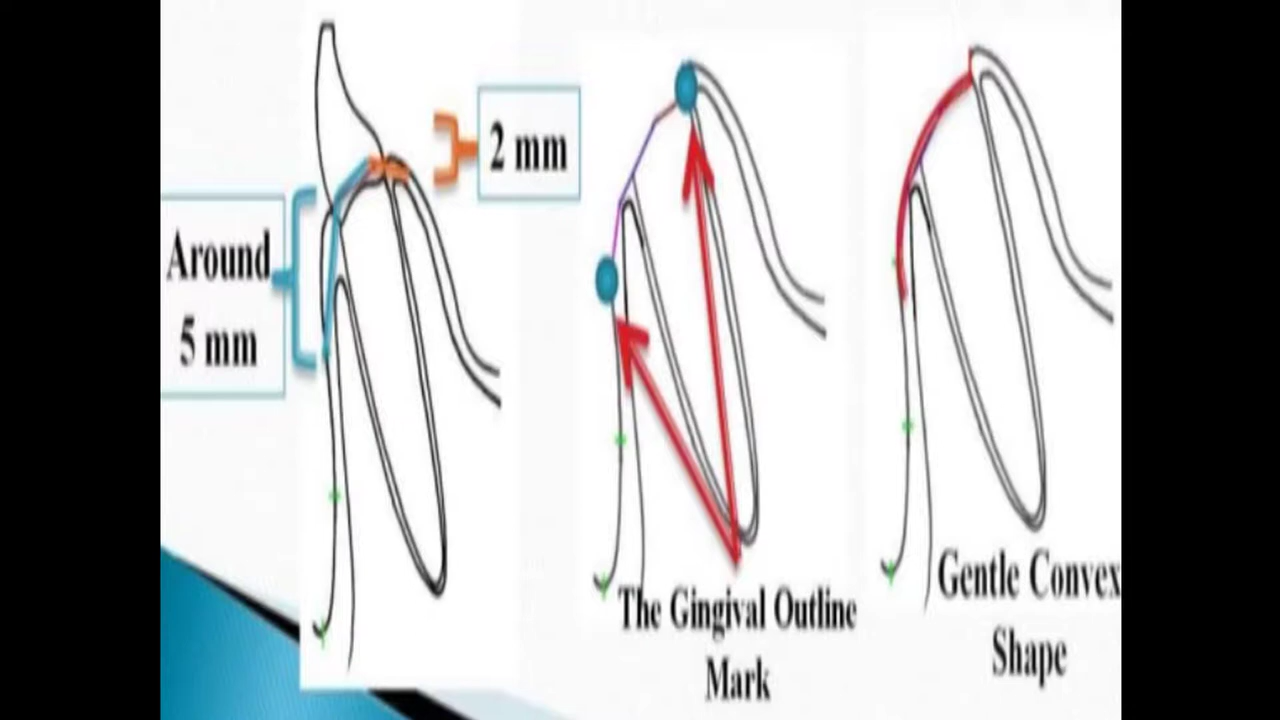 2 mm
Around
5 mm
The Gingival Outline
Mark
Gentle Convex
Shape